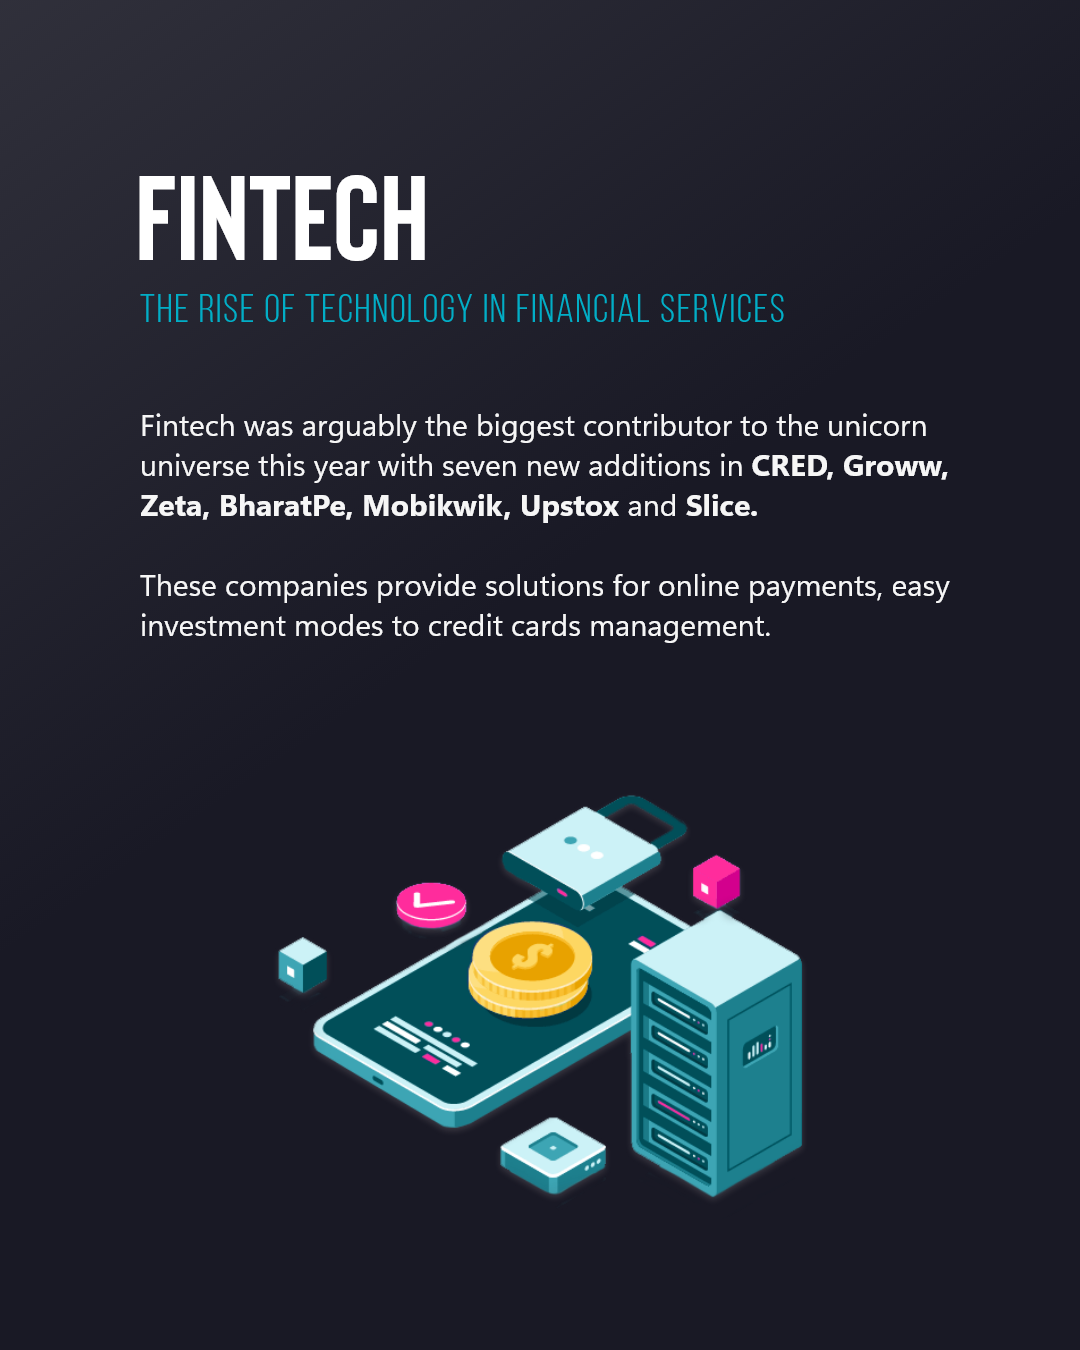 FINTECH
THE RISE OF TECHNOLOGY IN FINANCIAL SERVICES
Fintech was arguably the biggest contributor to the unicorn
universe this year with seven new additions in CRED, Groww,
Zeta, BharatPe, Mobikwik, Upstox and Slice.
These companies provide solutions for online payments, easy
investment modes to credit cards management.